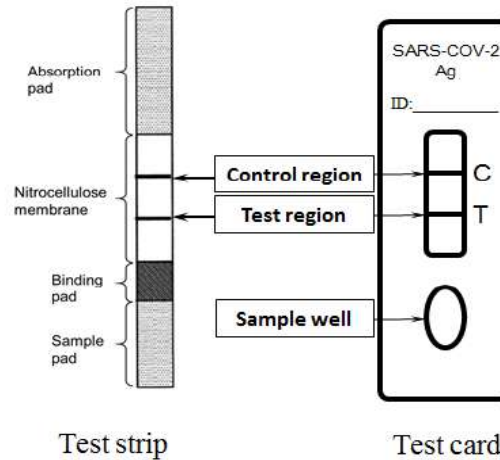 Absorption
pad
Nitrocellulose
membrane
Binding
pad
Sample
pad
Test strip
Control region
Test region
Sample well
SARS-COV-2
Ag
ID:
C
T
Test card